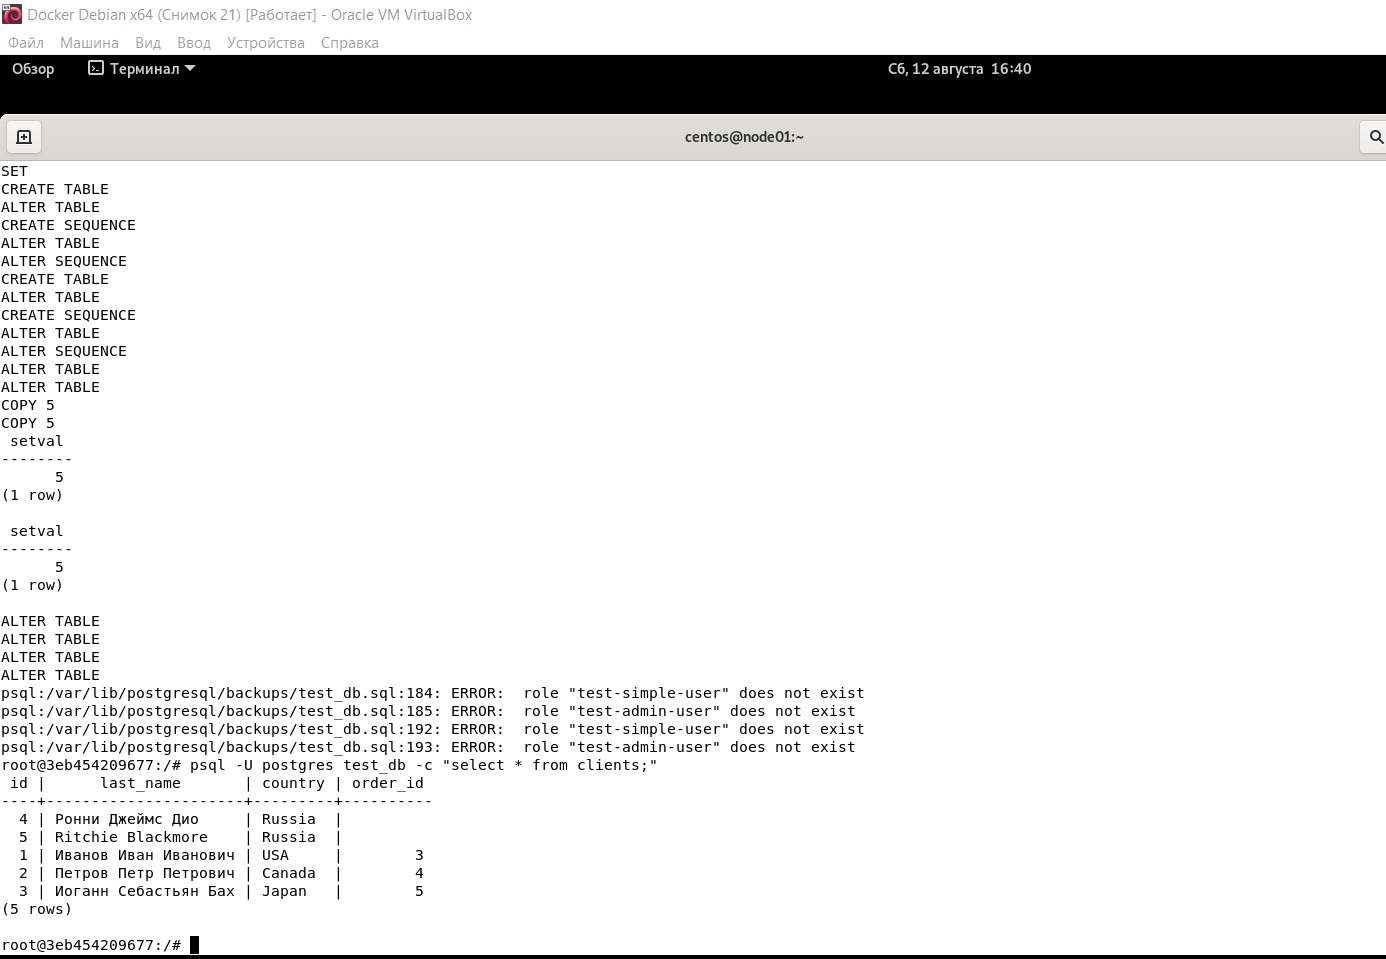 Docker Debian x64 (Снимок 21) [Работает] - Oracle VM VirtualBox
Файл Машина Вид Ввод Устройства Справка
Обзор Терминал Сб, 12 августа 16:40
centos@node01:~
SET
CREATE TABLE
ALTER TABLE
CREATE SEQUENCE
ALTER TABLE
ALTER SEQUENCE
CREATE TABLE
ALTER TABLE
CREATE SEQUENCE
ALTER TABLE
ALTER SEQUENCE
ALTER TABLE
ALTER TABLE
COPY 5
COPY 5
 setval
--------
      5
(1 row)

 setval
--------
      5
(1 row)

ALTER TABLE
ALTER TABLE
ALTER TABLE
ALTER TABLE
psql:/var/lib/postgresql/backups/test_db.sql:184: ERROR:  role "test-simple-user" does not exist
psql:/var/lib/postgresql/backups/test_db.sql:185: ERROR:  role "test-admin-user" does not exist
psql:/var/lib/postgresql/backups/test_db.sql:192: ERROR:  role "test-simple-user" does not exist
psql:/var/lib/postgresql/backups/test_db.sql:193: ERROR:  role "test-admin-user" does not exist
root@3eb454209677:/# psql -U postgres test_db -c "select * from clients;"
 id |      last_name       | country | order_id
----+----------------------+---------+----------
  4 | Ронни Джеймс Дио     | Russia  |
  5 | Ritchie Blackmore    | Russia  |
  1 | Иванов Иван Иванович | USA     |        3
  2 | Петров Петр Петрович | Canada  |        4
  3 | Иоганн Себастьян Бах | Japan   |        5
(5 rows)

root@3eb454209677:/#